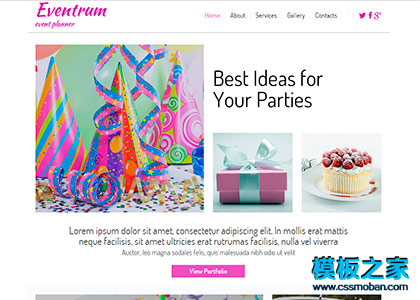 Eventrum
event planner
Home About Services Gallery Contacts
Best Ideas for
Your Parties
Lorem ipsum dolor sit amet, consectetur adipiscing elit. In mollis erat mattis
neque facilisis, sit amet ultricies erat rutrumas facilisis, nulla vel viverra
Auctor, leo magna sodales felis, quis malesuada nibh odio ut velit
View Portfolio
模板之家
www.cssmoban.com